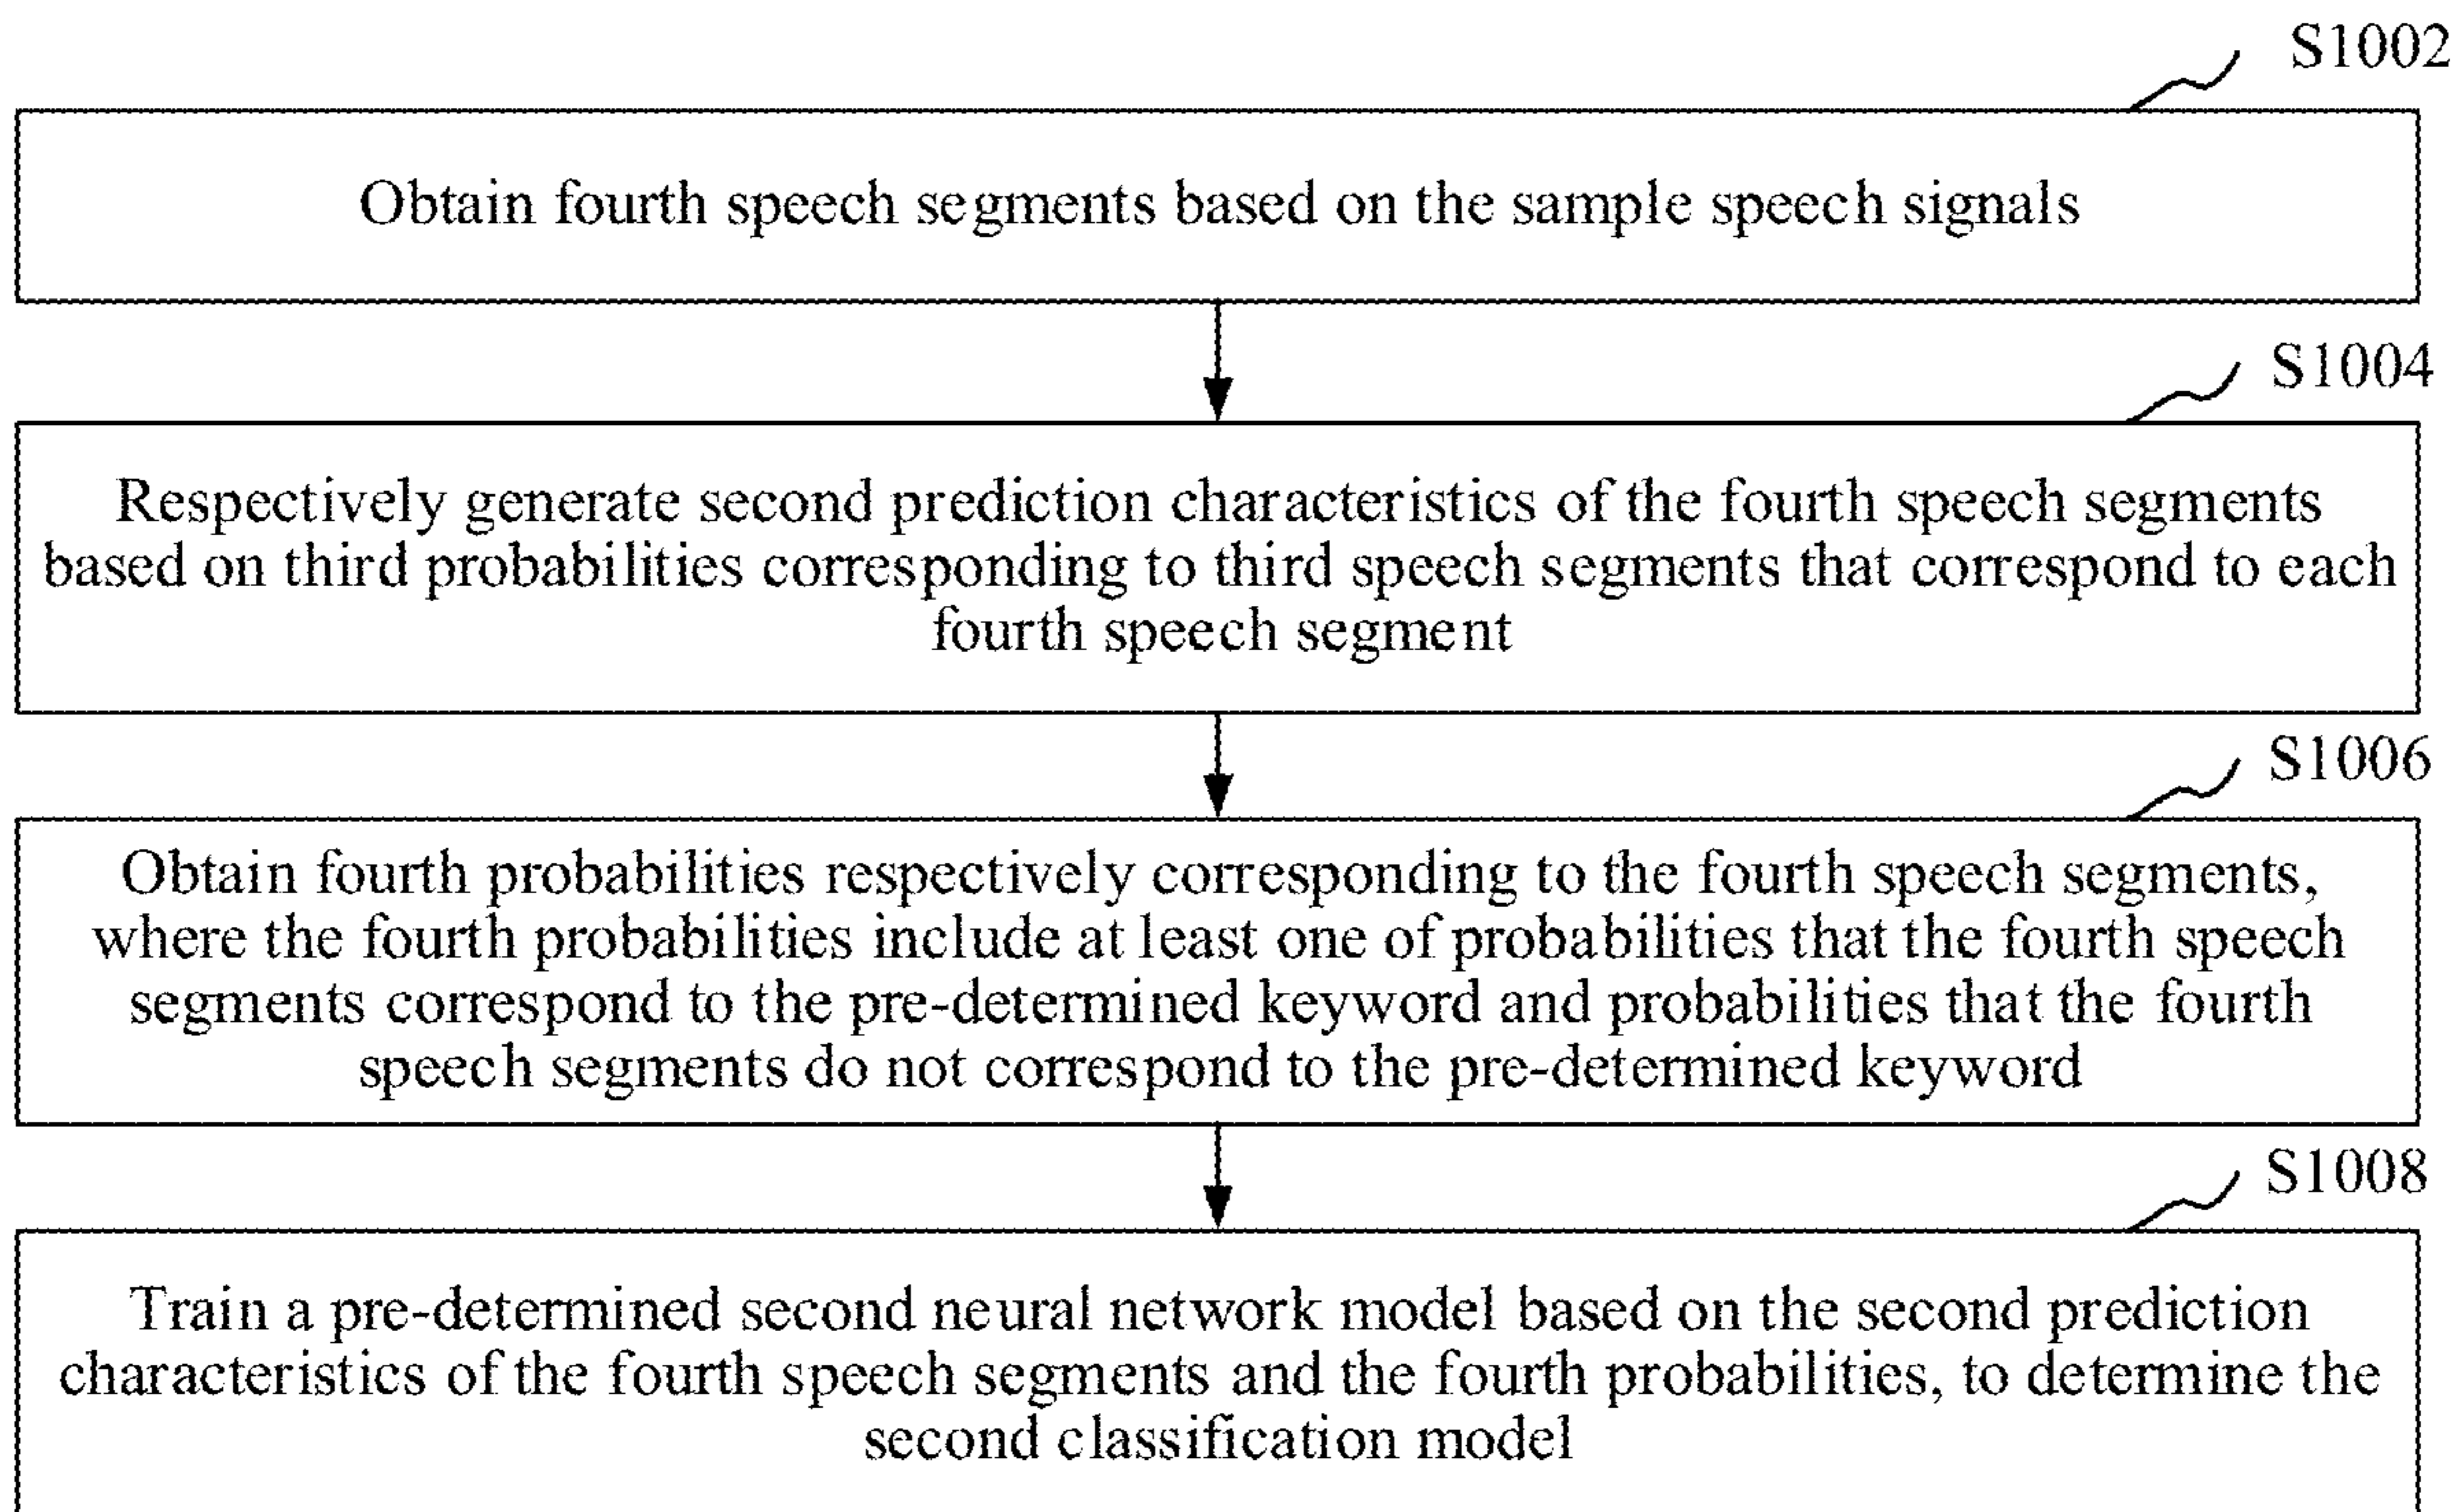 S1002
Obtain fourth speech segments based on the sample speech signals
S1004
Respectively generate second prediction characteristics of the fourth speech segments
based on third probabilities corresponding to third speech segments that correspond to each
fourth speech segment
S1006
Obtain fourth probabilities respectively corresponding to the fourth speech segments,
where the fourth probabilities include at least one of probabilities that the fourth speech
segments correspond to the pre-determined keyword and probabilities that the fourth
speech segments do not correspond to the pre-determined keyword
S1008
Train a pre-determined second neural network model based on the second prediction
characteristics of the fourth speech segments and the fourth probabilities, to determine the
second classification model